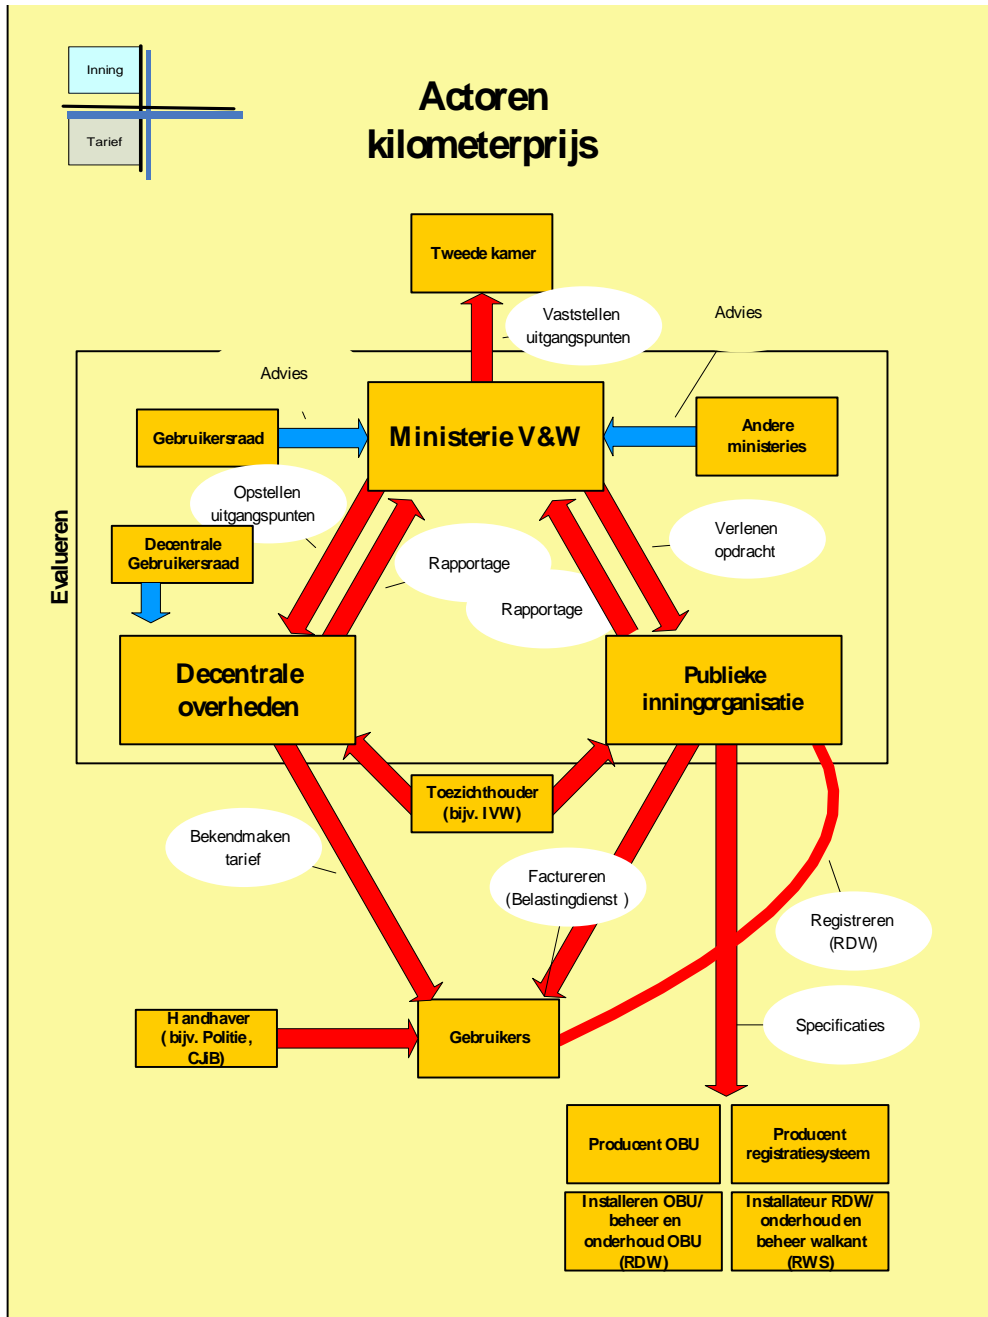 Inning
Tarief
Actoren
kilometerprijs
Tweede kamer
Vaststellen
uitgangspunten
Advies
Advies
Gebruikersraad
Ministerie V&W
Andere
ministeries
Opstellen
uitgangspunten
Verlenen
opdracht
Evalueren
Decentrale
Gebruikersraad
Rapportage
Rapportage
Decentrale
overheden
Publieke
inningorganisatie
Toezichthouder
(bijv. IVW)
Bekendmaken
tarief
Factureren
(Belastingdienst )
Registreren
(RDW)
Handhaver
( bijv. Politie,
CJIB)
Gebruikers
Specificaties
Producent OBU
Producent
registratiesysteem
Installeren OBU/
beheer en
onderhoud OBU
(RDW)
Installateur RDW/
onderhoud en
beheer walkant
(RWS)